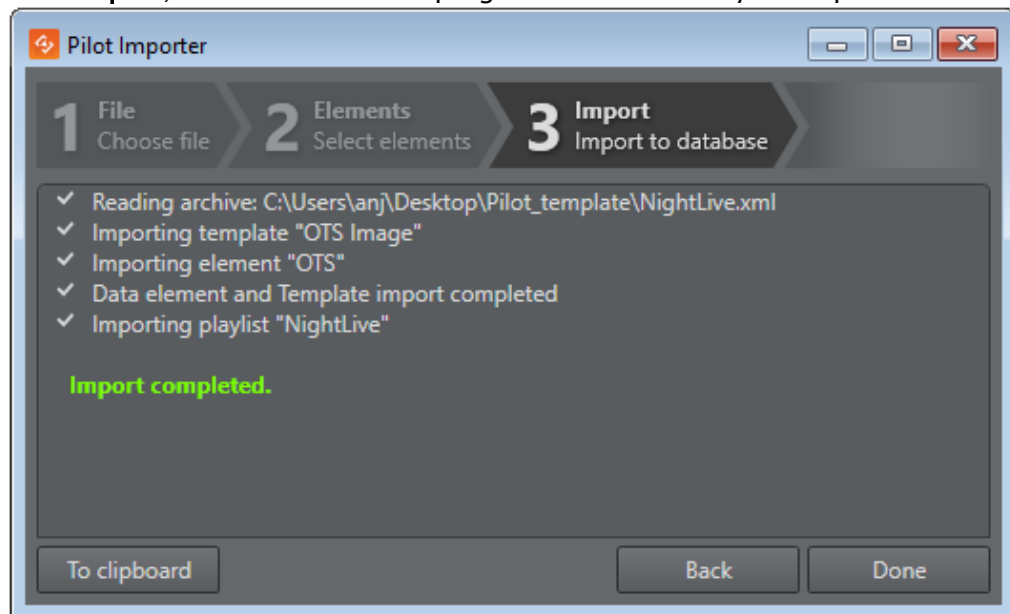 Pilot Importer
1 File
Choose file
2 Elements
Select elements
3 Import
Import to database
Reading archive: C:\Users\anj\Desktop\Pilot_template\NightLive.xml
Importing template "OTS Image"
Importing element "OTS"
Data element and Template import completed
Importing playlist "NightLive"
Import completed.
To clipboard
Back
Done